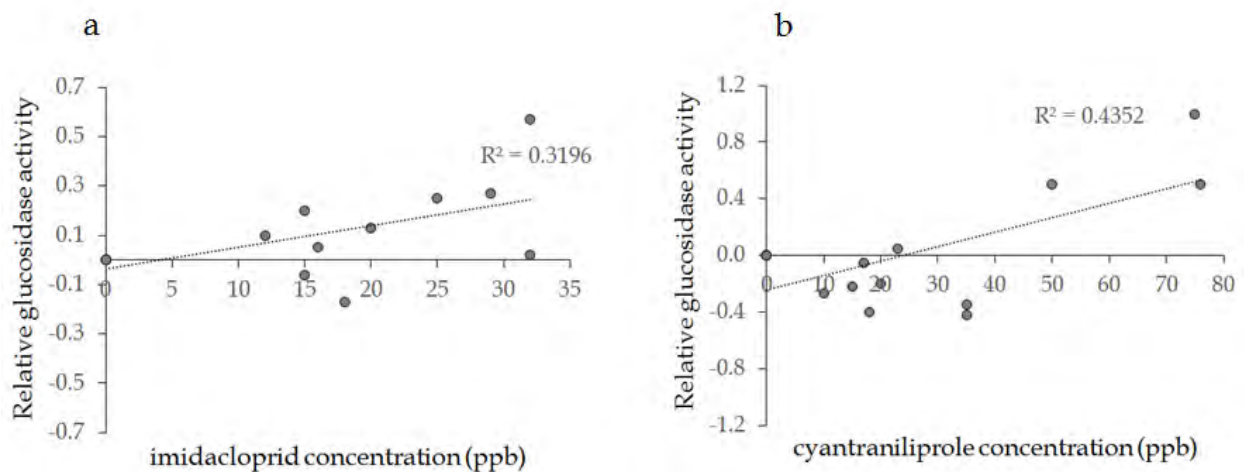 a
Relative glucosidase activity
0.7
0.5
0.3
0.1
-0.1
-0.3
-0.5
-0.7
0 5 10 15 20 25 30 35
R² = 0.3196
imidacloprid concentration (ppb)
b
Relative glucosidase activity
1.2
0.8
0.4
0.0
-0.4
-0.8
-1.2
0 10 20 30 40 50 60 70 80
R² = 0.4352
cyantraniliprole concentration (ppb)